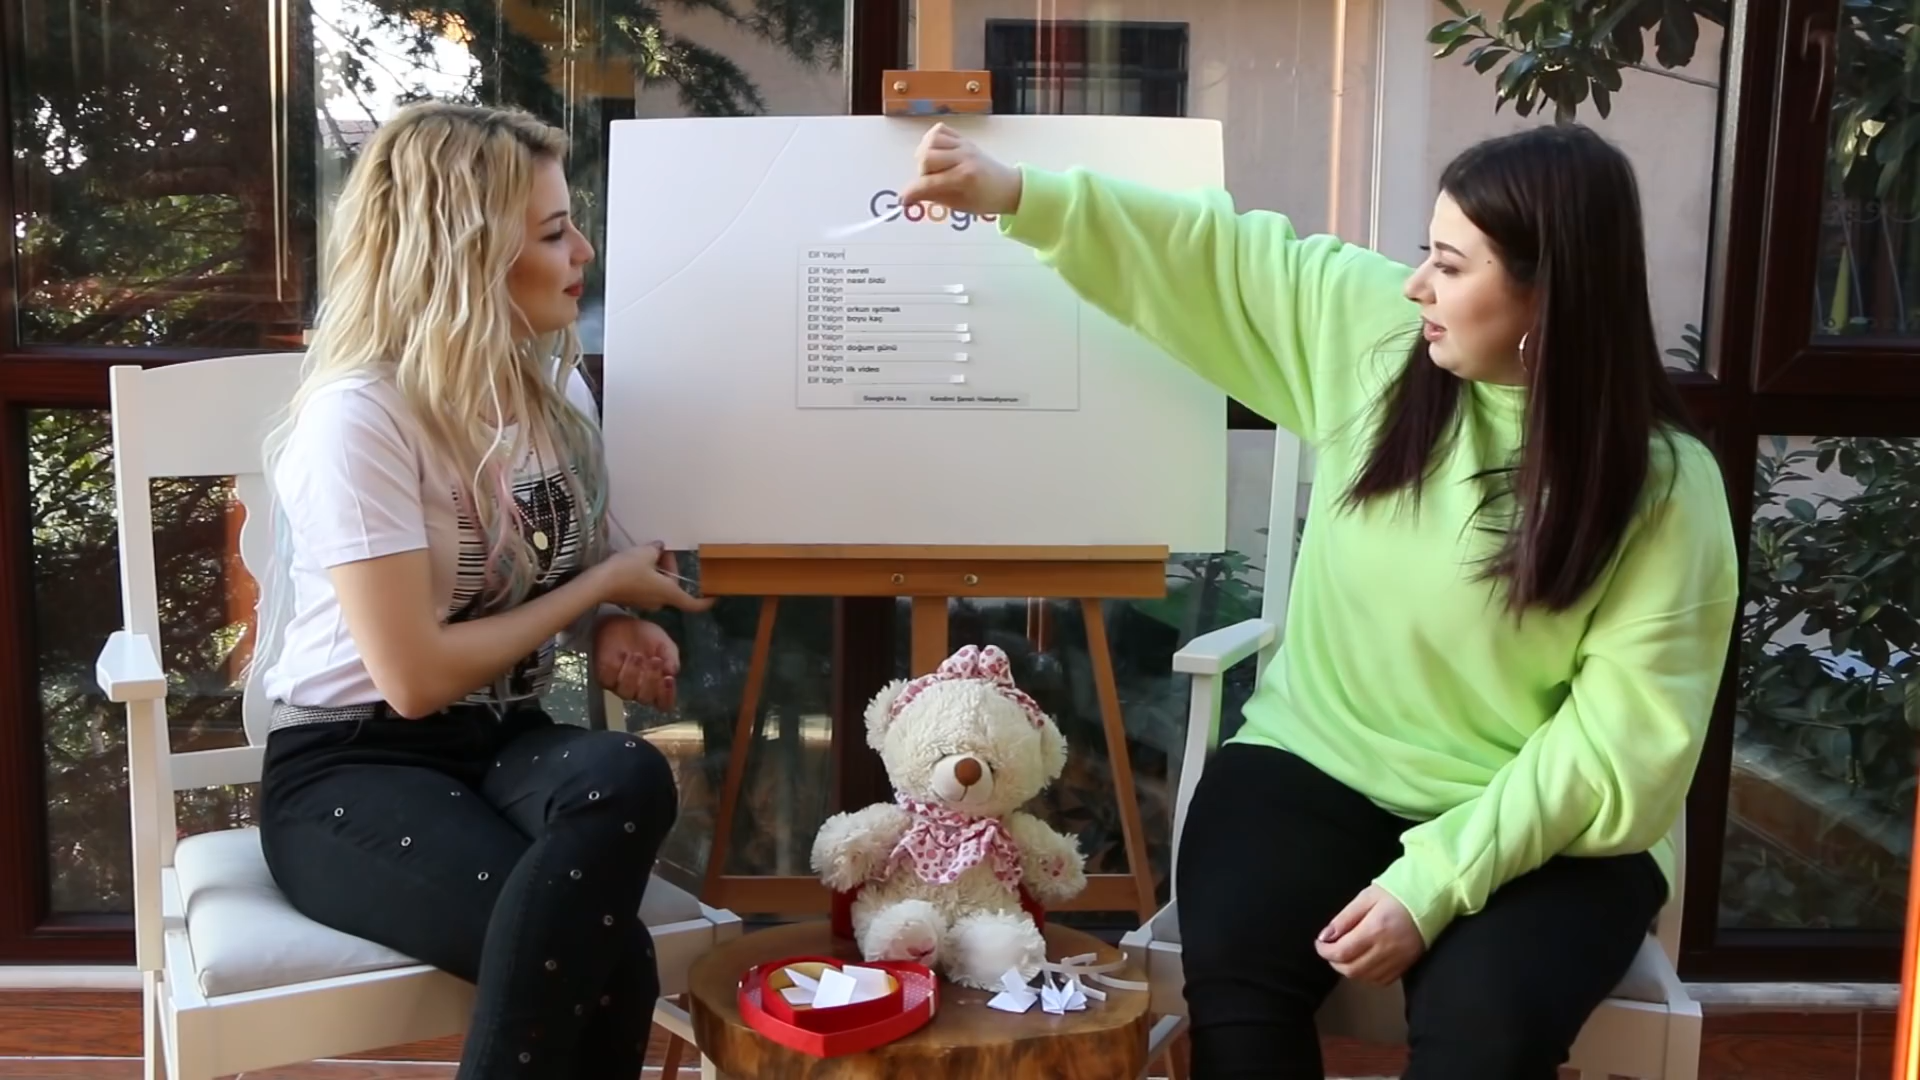 Google
Elif Yalçın
Elif Yalçın nereli
Elif Yalçın nasıl öldü
Elif Yalçın
Elif Yalçın
Elif Yalçın orkun ışıtmak
Elif Yalçın boyu kaç
Elif Yalçın
Elif Yalçın
Elif Yalçın doğum günü
Elif Yalçın
Elif Yalçın ilk video
Elif Yalçın
Google'da Ara Kendimi Şanslı Hissediyorum